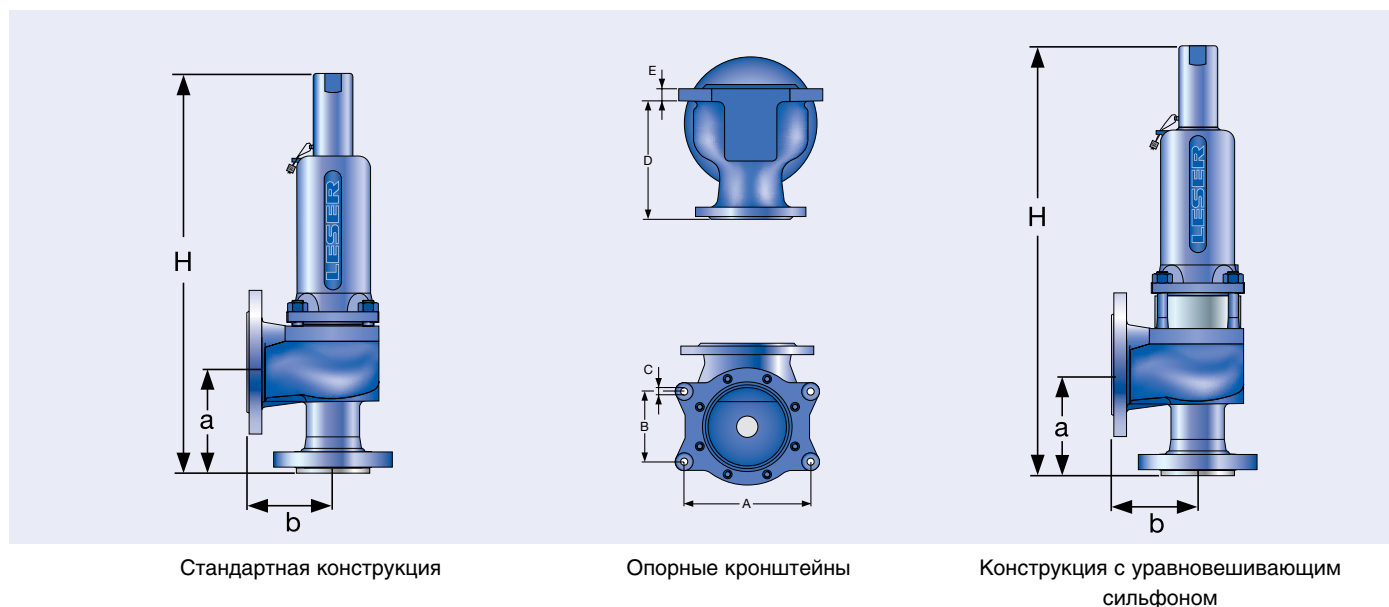 H
LESER
a
b
E
D
C
B
A
H
LESER
a
b
Стандартная конструкция
Опорные кронштейны
Конструкция с уравновешивающим
сильфоном